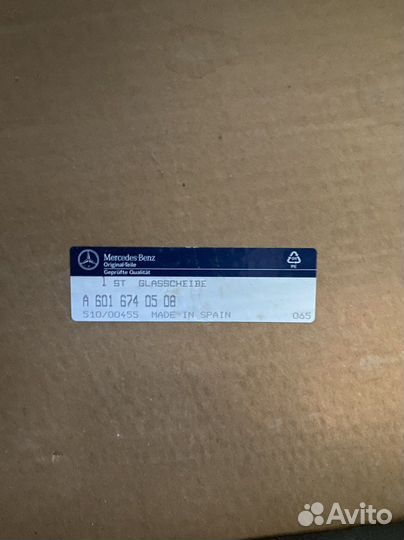 Mercedes-Benz
Original-Teile
Geprüfte Qualität
PE
1 ST GLASSCHEIBE
A 601 674 05 08
510/00455 MADE IN SPAIN 065
Avito